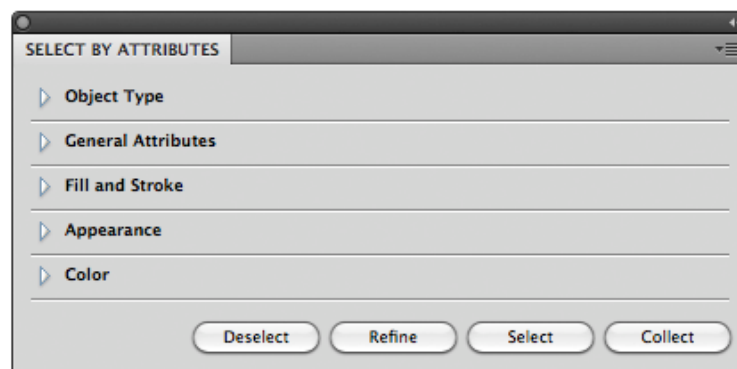 SELECT BY ATTRIBUTES
Object Type
General Attributes
Fill and Stroke
Appearance
Color
Deselect Refine Select Collect